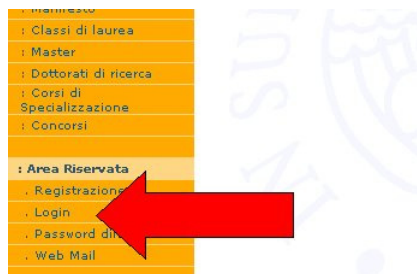 : Manifesto
: Classi di laurea
: Master
: Dottorati di ricerca
: Corsi di
Specializzazione
: Concorsi
: Area Riservata
. Registrazione
. Login
. Password di
. Web Mail